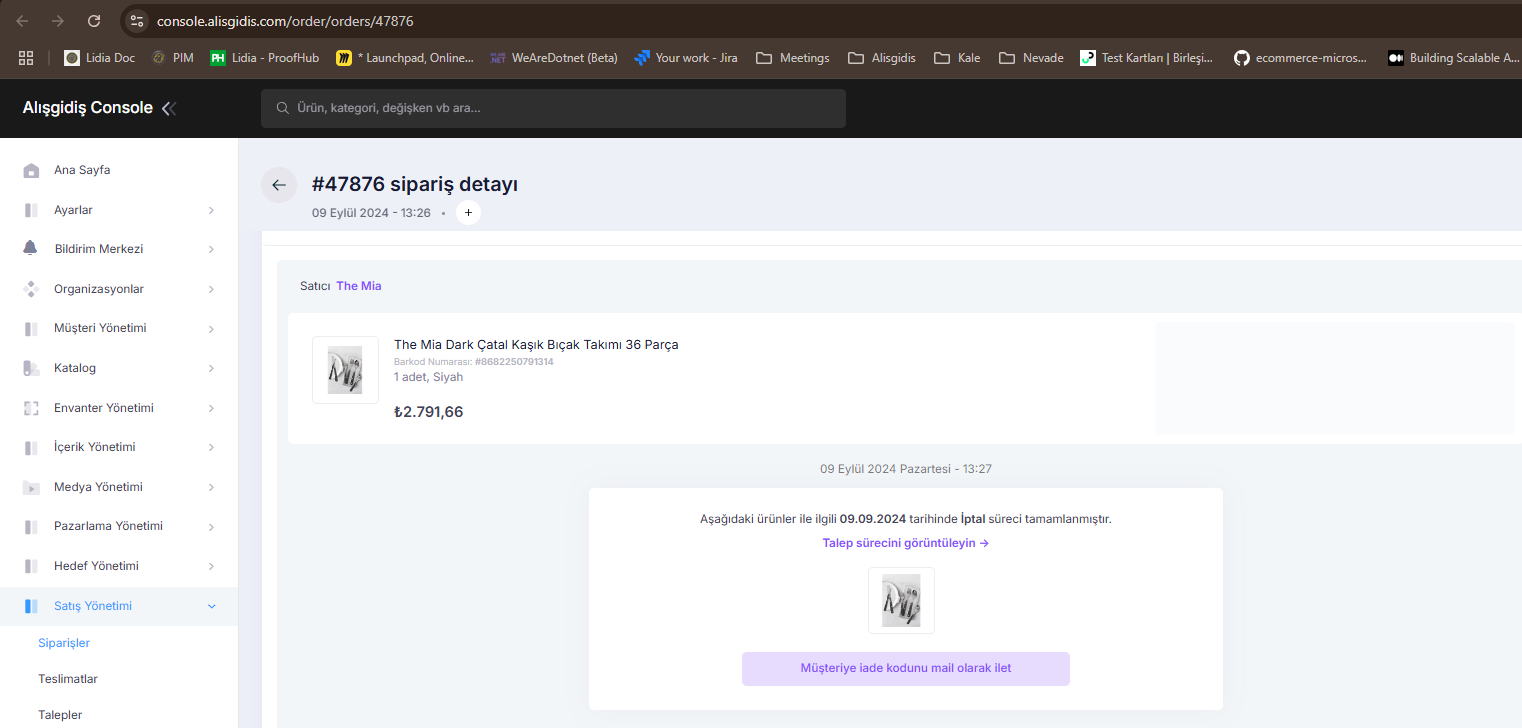 console.alisgidis.com/order/orders/47876
Lidia Doc
PIM
PH
Lidia - ProofHub
* Launchpad, Online...
.NET
WeAreDotnet (Beta)
Your work - Jira
Meetings
Alisgidis
Kale
Nevade
Test Kartları | Birleşi...
ecommerce-micros...
Building Scalable A...
Alışgidiş Console
Ürün, kategori, değişken vb ara...
Ana Sayfa
Ayarlar
Bildirim Merkezi
Organizasyonlar
Müşteri Yönetimi
Katalog
Envanter Yönetimi
İçerik Yönetimi
Medya Yönetimi
Pazarlama Yönetimi
Hedef Yönetimi
Satış Yönetimi
Siparişler
Teslimatlar
Talepler
#47876 sipariş detayı
09 Eylül 2024 - 13:26 • +
Satıcı The Mia
The Mia Dark Çatal Kaşık Bıçak Takımı 36 Parça
Barkod Numarası: #8682250791314
1 adet, Siyah
₺2.791,66
09 Eylül 2024 Pazartesi - 13:27
Aşağıdaki ürünler ile ilgili 09.09.2024 tarihinde İptal süreci tamamlanmıştır.
Talep sürecini görüntüleyin →
Müşteriye iade kodunu mail olarak ilet